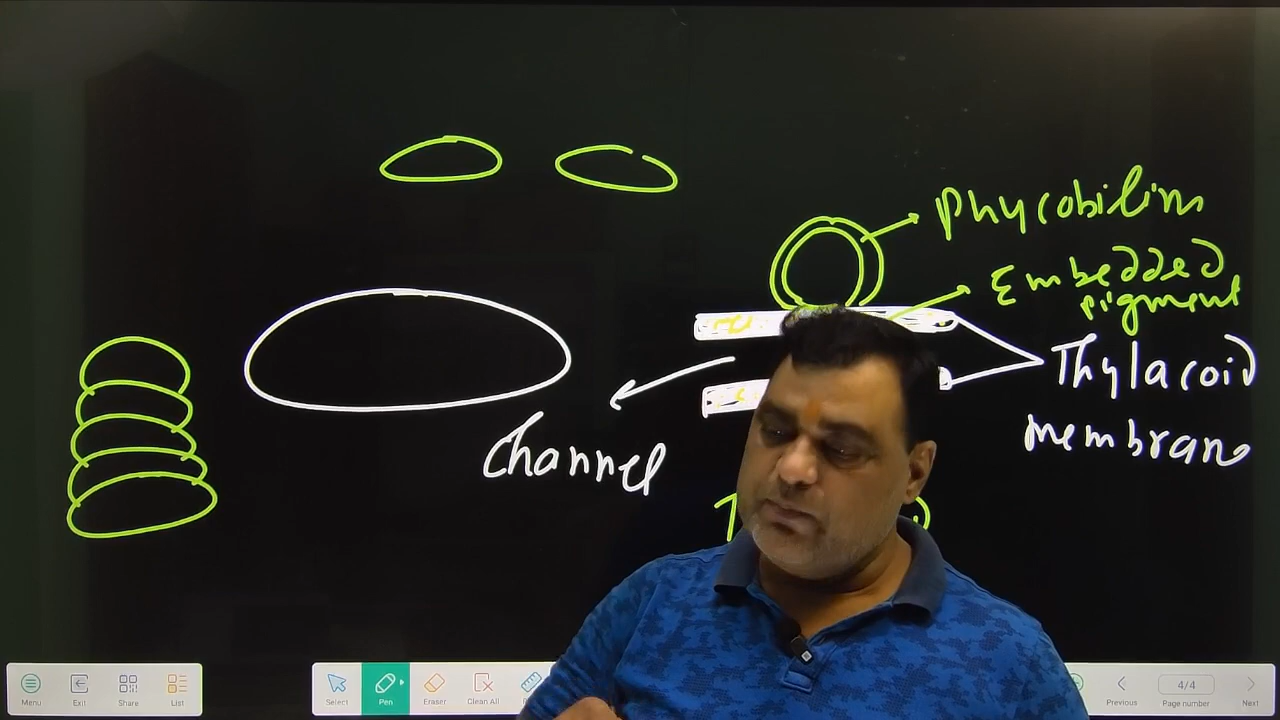 Phycobilins
Embedded
pigment
Thylacoid
membrane
Channel
Menu
Exit
Share
List
Select
Pen
Eraser
Clean All
Previous
4/4
Page number
Next